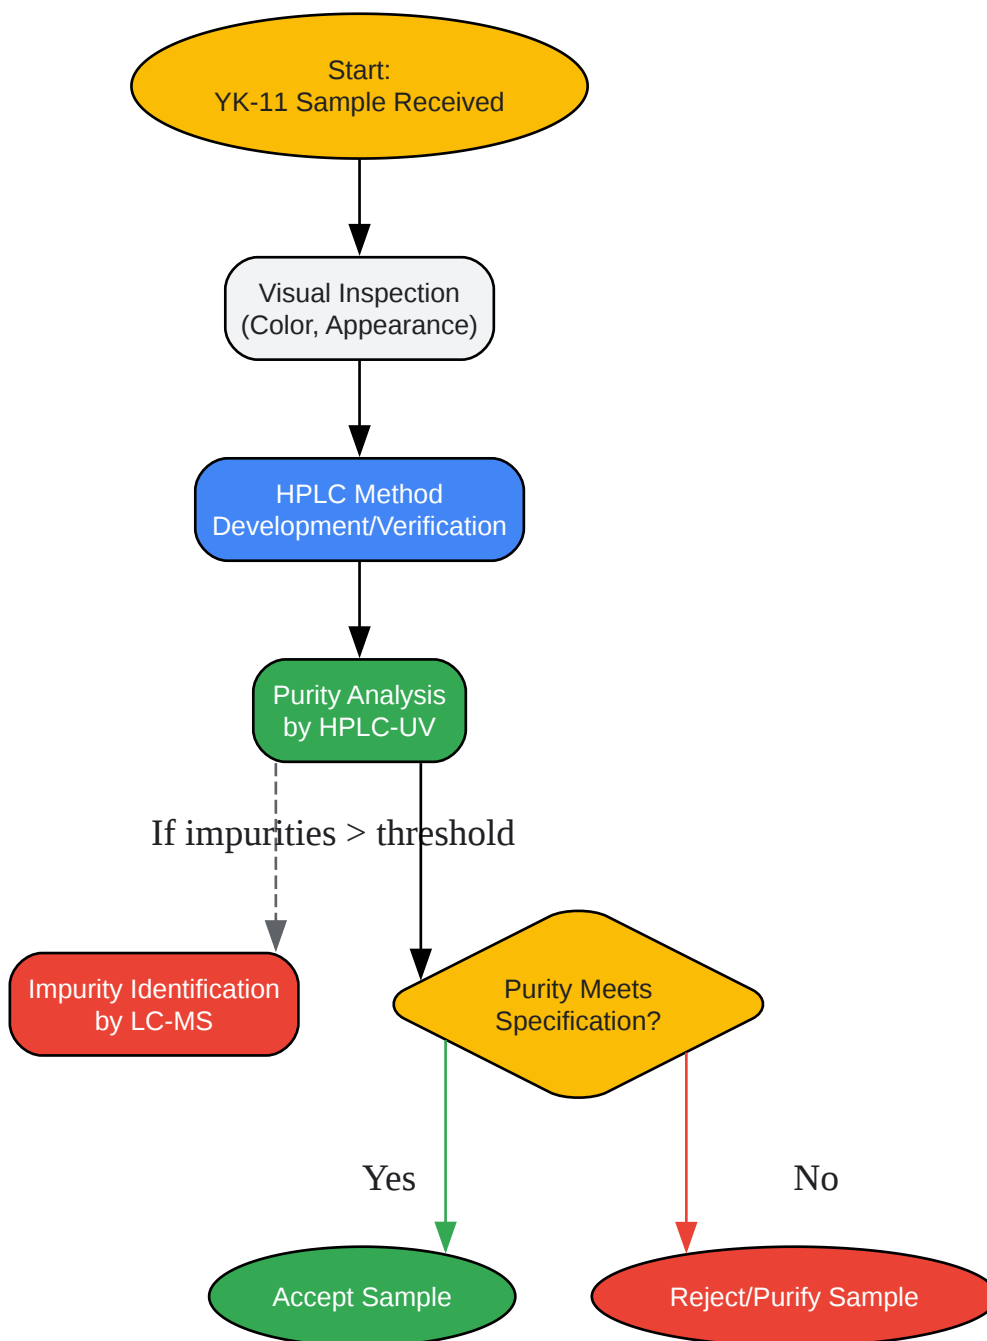 Start:
YK-11 Sample Received
Visual Inspection
(Color, Appearance)
HPLC Method
Development/Verification
Purity Analysis
by HPLC-UV
If impurities > threshold
Impurity Identification
by LC-MS
Purity Meets
Specification?
Yes
No
Accept Sample
Reject/Purify Sample